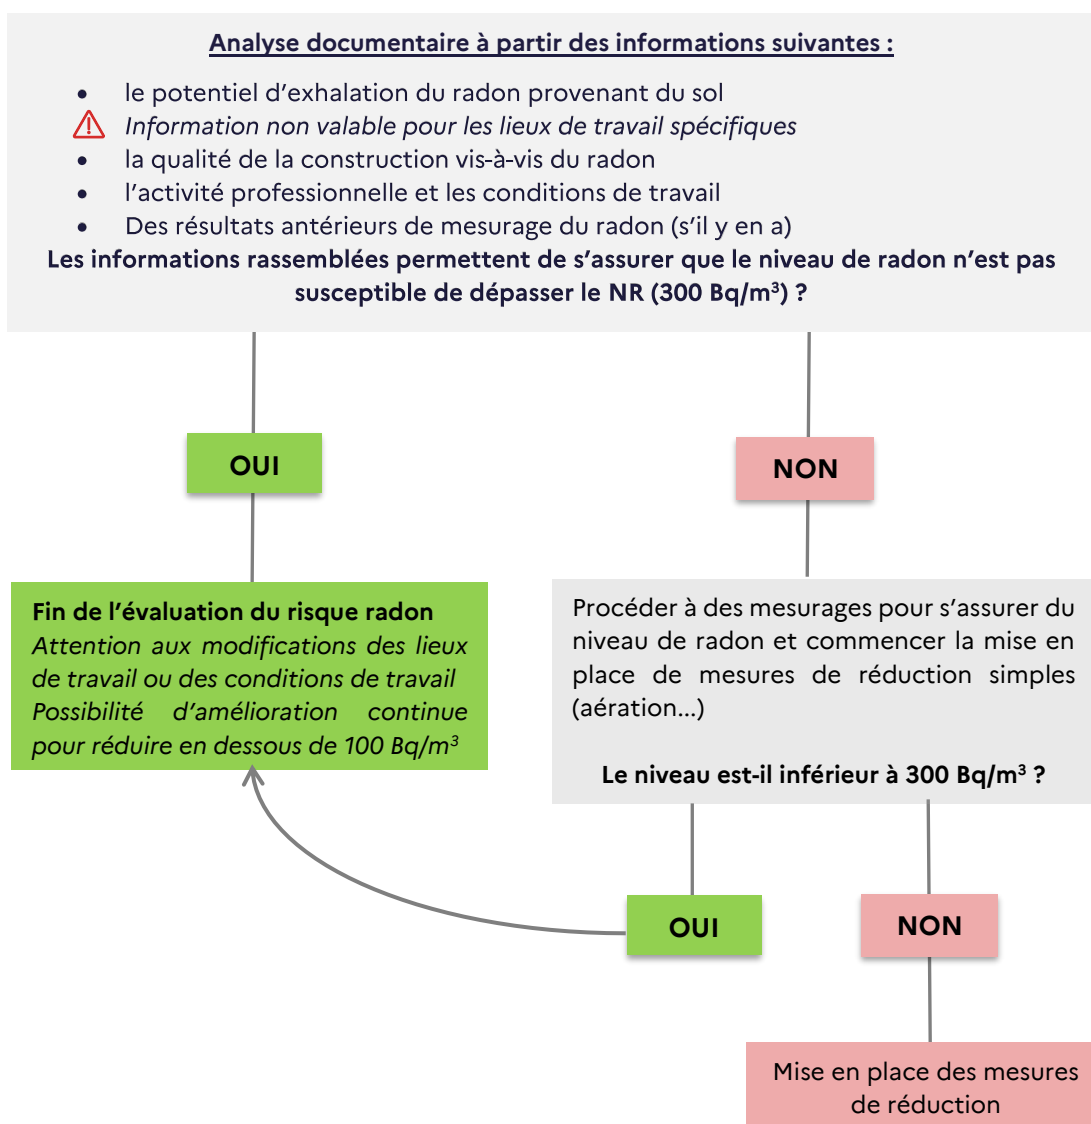 Analyse documentaire à partir des informations suivantes :
• le potentiel d’exhalation du radon provenant du sol
Information non valable pour les lieux de travail spécifiques
• la qualité de la construction vis-à-vis du radon
• l’activité professionnelle et les conditions de travail
• Des résultats antérieurs de mesurage du radon (s’il y en a)
Les informations rassemblées permettent de s’assurer que le niveau de radon n’est pas
susceptible de dépasser le NR (300 Bq/m³) ?
OUI
NON
Fin de l’évaluation du risque radon
Attention aux modifications des lieux
de travail ou des conditions de travail
Possibilité d’amélioration continue
pour réduire en dessous de 100 Bq/m³
Procéder à des mesurages pour s’assurer du
niveau de radon et commencer la mise en
place de mesures de réduction simples
(aération...)
Le niveau est-il inférieur à 300 Bq/m³ ?
OUI
NON
Mise en place des mesures
de réduction